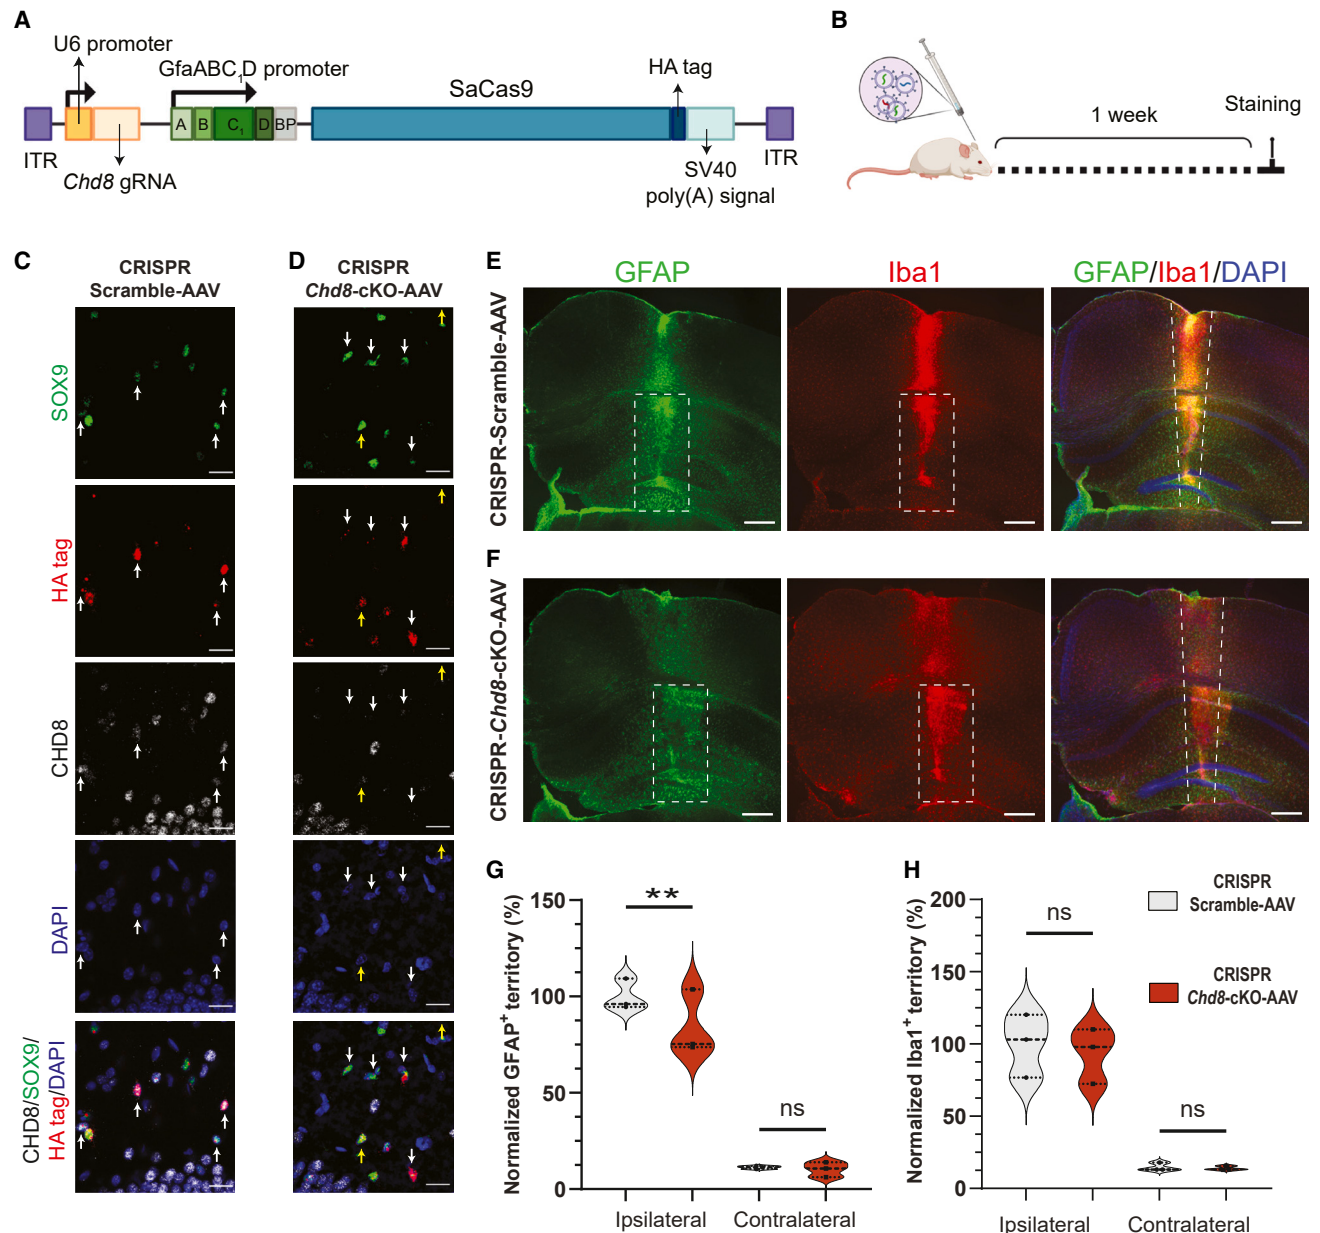 A
U6 promoter
GfaABC1D promoter
SaCas9
HA tag
A B C1 D BP
ITR
Chd8 gRNA
SV40
poly(A) signal
ITR
B
1 week
Staining
C
CRISPR
Scramble-AAV
SOX9
HA tag
CHD8
DAPI
CHD8/SOX9/
HA tag/DAPI
D
CRISPR
Chd8-cKO-AAV
E
GFAP
Iba1
GFAP/Iba1/DAPI
CRISPR-Scramble-AAV
F
CRISPR-Chd8-cKO-AAV
G
Normalized GFAP+ territory (%)
150
100
50
0
**
ns
Ipsilateral
Contralateral
H
Normalized Iba1+ territory (%)
200
150
100
50
0
ns
ns
Ipsilateral
Contralateral
CRISPR
Scramble-AAV
CRISPR
Chd8-cKO-AAV